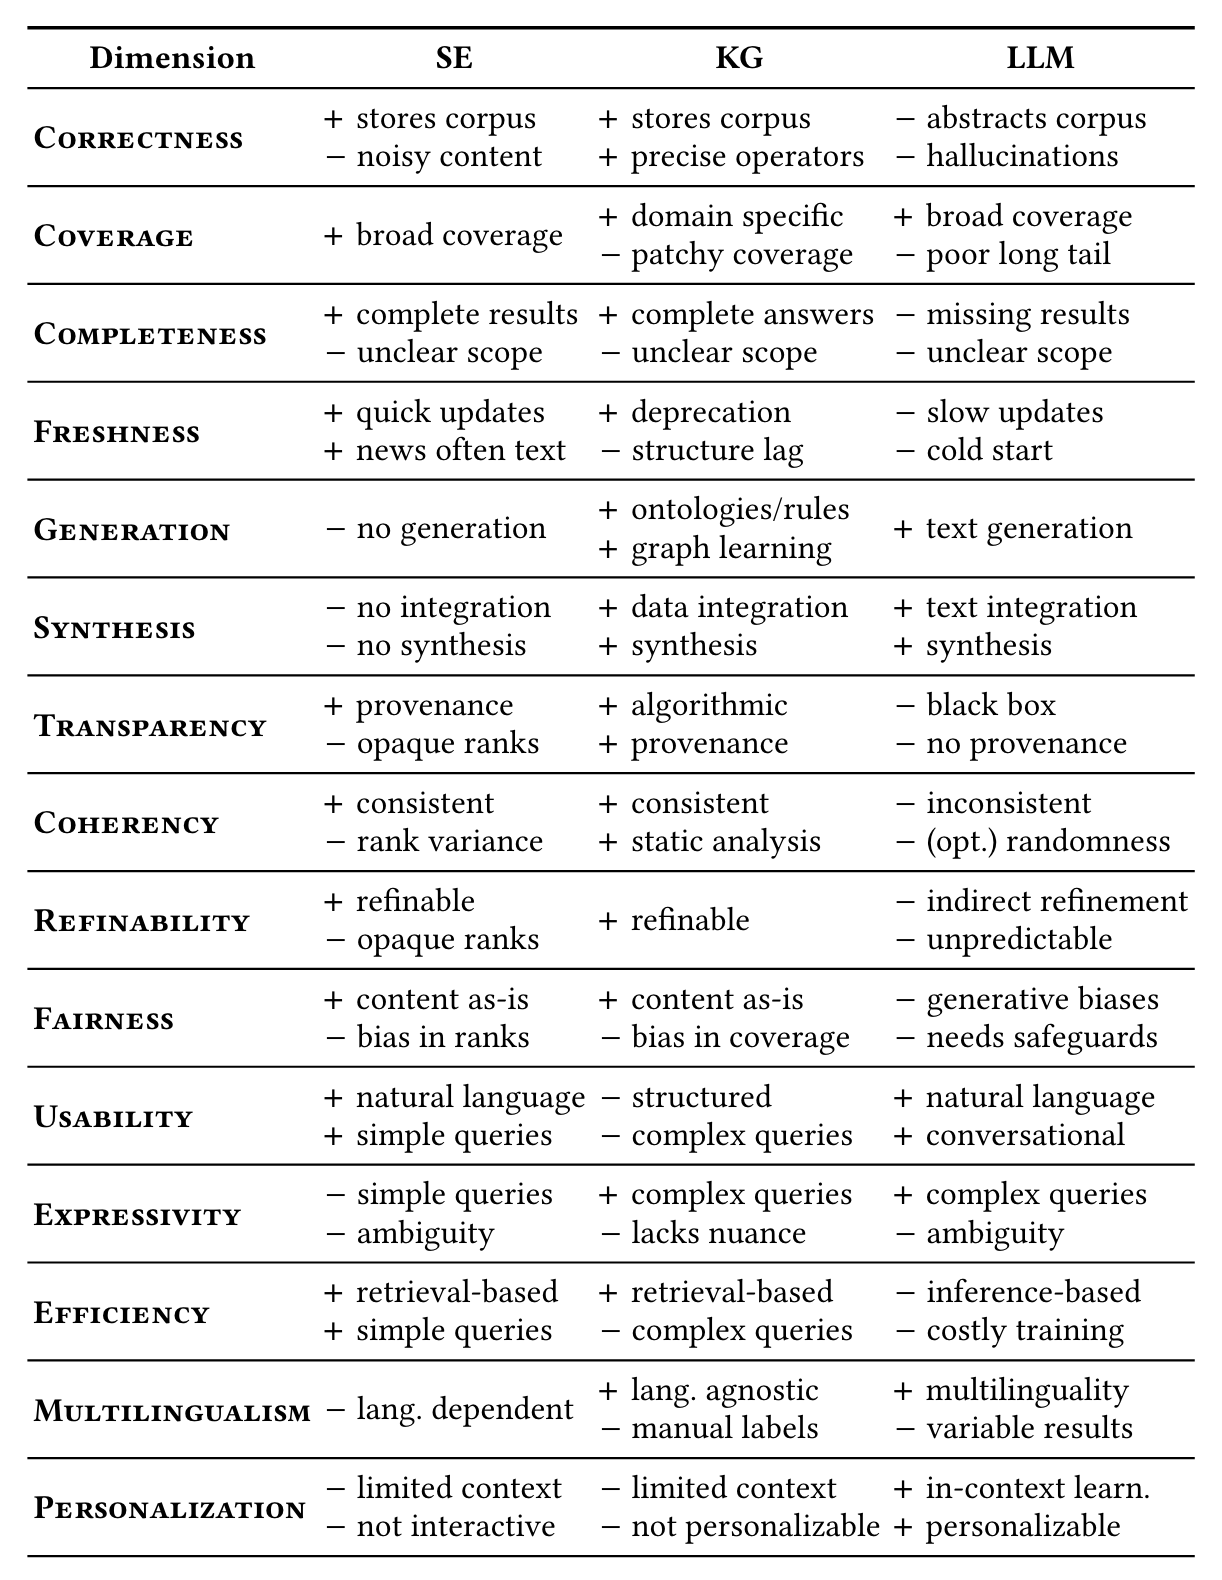 Dimension SE KG LLM
CORRECTNESS + stores corpus + stores corpus − abstracts corpus
− noisy content + precise operators − hallucinations
COVERAGE + broad coverage + domain specific + broad coverage
− patchy coverage − poor long tail
COMPLETENESS + complete results + complete answers − missing results
− unclear scope − unclear scope − unclear scope
FRESHNESS + quick updates + deprecation − slow updates
+ news often text − structure lag − cold start
GENERATION − no generation + ontologies/rules + text generation
+ graph learning
SYNTHESIS − no integration + data integration + text integration
− no synthesis + synthesis + synthesis
TRANSPARENCY + provenance + algorithmic − black box
− opaque ranks + provenance − no provenance
COHERENCY + consistent + consistent − inconsistent
− rank variance + static analysis − (opt.) randomness
REFINABILITY + refinable + refinable − indirect refinement
− opaque ranks − unpredictable
FAIRNESS + content as-is + content as-is − generative biases
− bias in ranks − bias in coverage − needs safeguards
USABILITY + natural language − structured + natural language
+ simple queries − complex queries + conversational
EXPRESSIVITY − simple queries + complex queries + complex queries
− ambiguity − lacks nuance − ambiguity
EFFICIENCY + retrieval-based + retrieval-based − inference-based
+ simple queries − complex queries − costly training
MULTILINGUALISM − lang. dependent + lang. agnostic + multilinguality
− manual labels − variable results
PERSONALIZATION − limited context − limited context + in-context learn.
− not interactive − not personalizable + personalizable